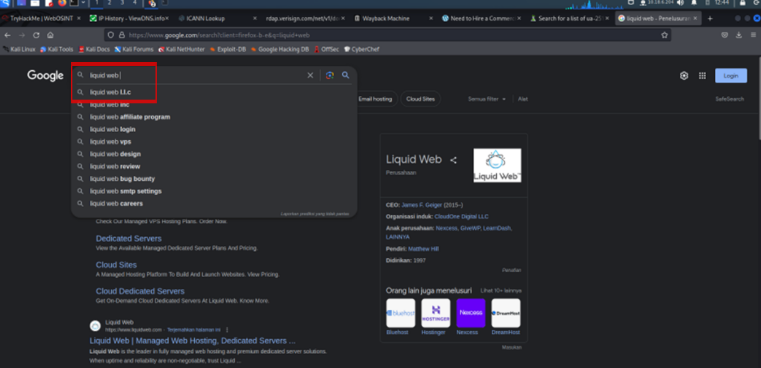 TryHackMe | WebOSINT
IP History - ViewDNS.info
ICANN Lookup
rdap.verisign.com/net/v1/do
Wayback Machine
Need to Hire a Comme
Search for a list of ua-25
liquid web - Penelusuran
12:44
https://www.google.com/search?client=firefox-b-e&q=liquid+web
Kali Linux Kali Tools Kali Docs Kali Forums Kali NetHunter Exploit-DB Google Hacking DB OffSec CyberChef
Google
liquid web
Login
liquid web l.l.c
liquid web inc
liquid web affiliate program
liquid web login
liquid web vps
liquid web design
liquid web review
liquid web bug bounty
liquid web smtp settings
liquid web careers
Email hosting
Cloud Sites
Semua filter
Alat
SafeSearch
Check Our Managed VPS Hosting Plans. Order Now.
Dedicated Servers
View the Available Managed Dedicated Server Plans And Pricing.
Cloud Sites
A Managed Hosting Platform To Build And Launch Websites. View Pricing.
Cloud Dedicated Servers
Get On-Demand Cloud Dedicated Servers At Liquid Web. Know More.
Liquid Web
https://www.liquidweb.com · Terjemahkan halaman ini
Liquid Web | Managed Web Hosting, Dedicated Servers ...
Liquid Web is the leader in fully managed web hosting and premium dedicated server solutions.
When uptime and reliability are non-negotiable, trust Liquid ...
Liquid Web
Perusahaan
Liquid Web
CEO: James F. Geiger (2015–)
Organisasi induk: CloudOne Digital LLC
Anak perusahaan: Nexcess, GiveWP, LearnDash,
LAINNYA
Pendiri: Matthew Hill
Didirikan: 1997
Penafian
Orang lain juga menelusuri
Lihat 10+ lainnya
bluehost
HOSTINGER
Nexcess
DreamHost
Bluehost
Hostinger
Nexcess
DreamHost
Masukan